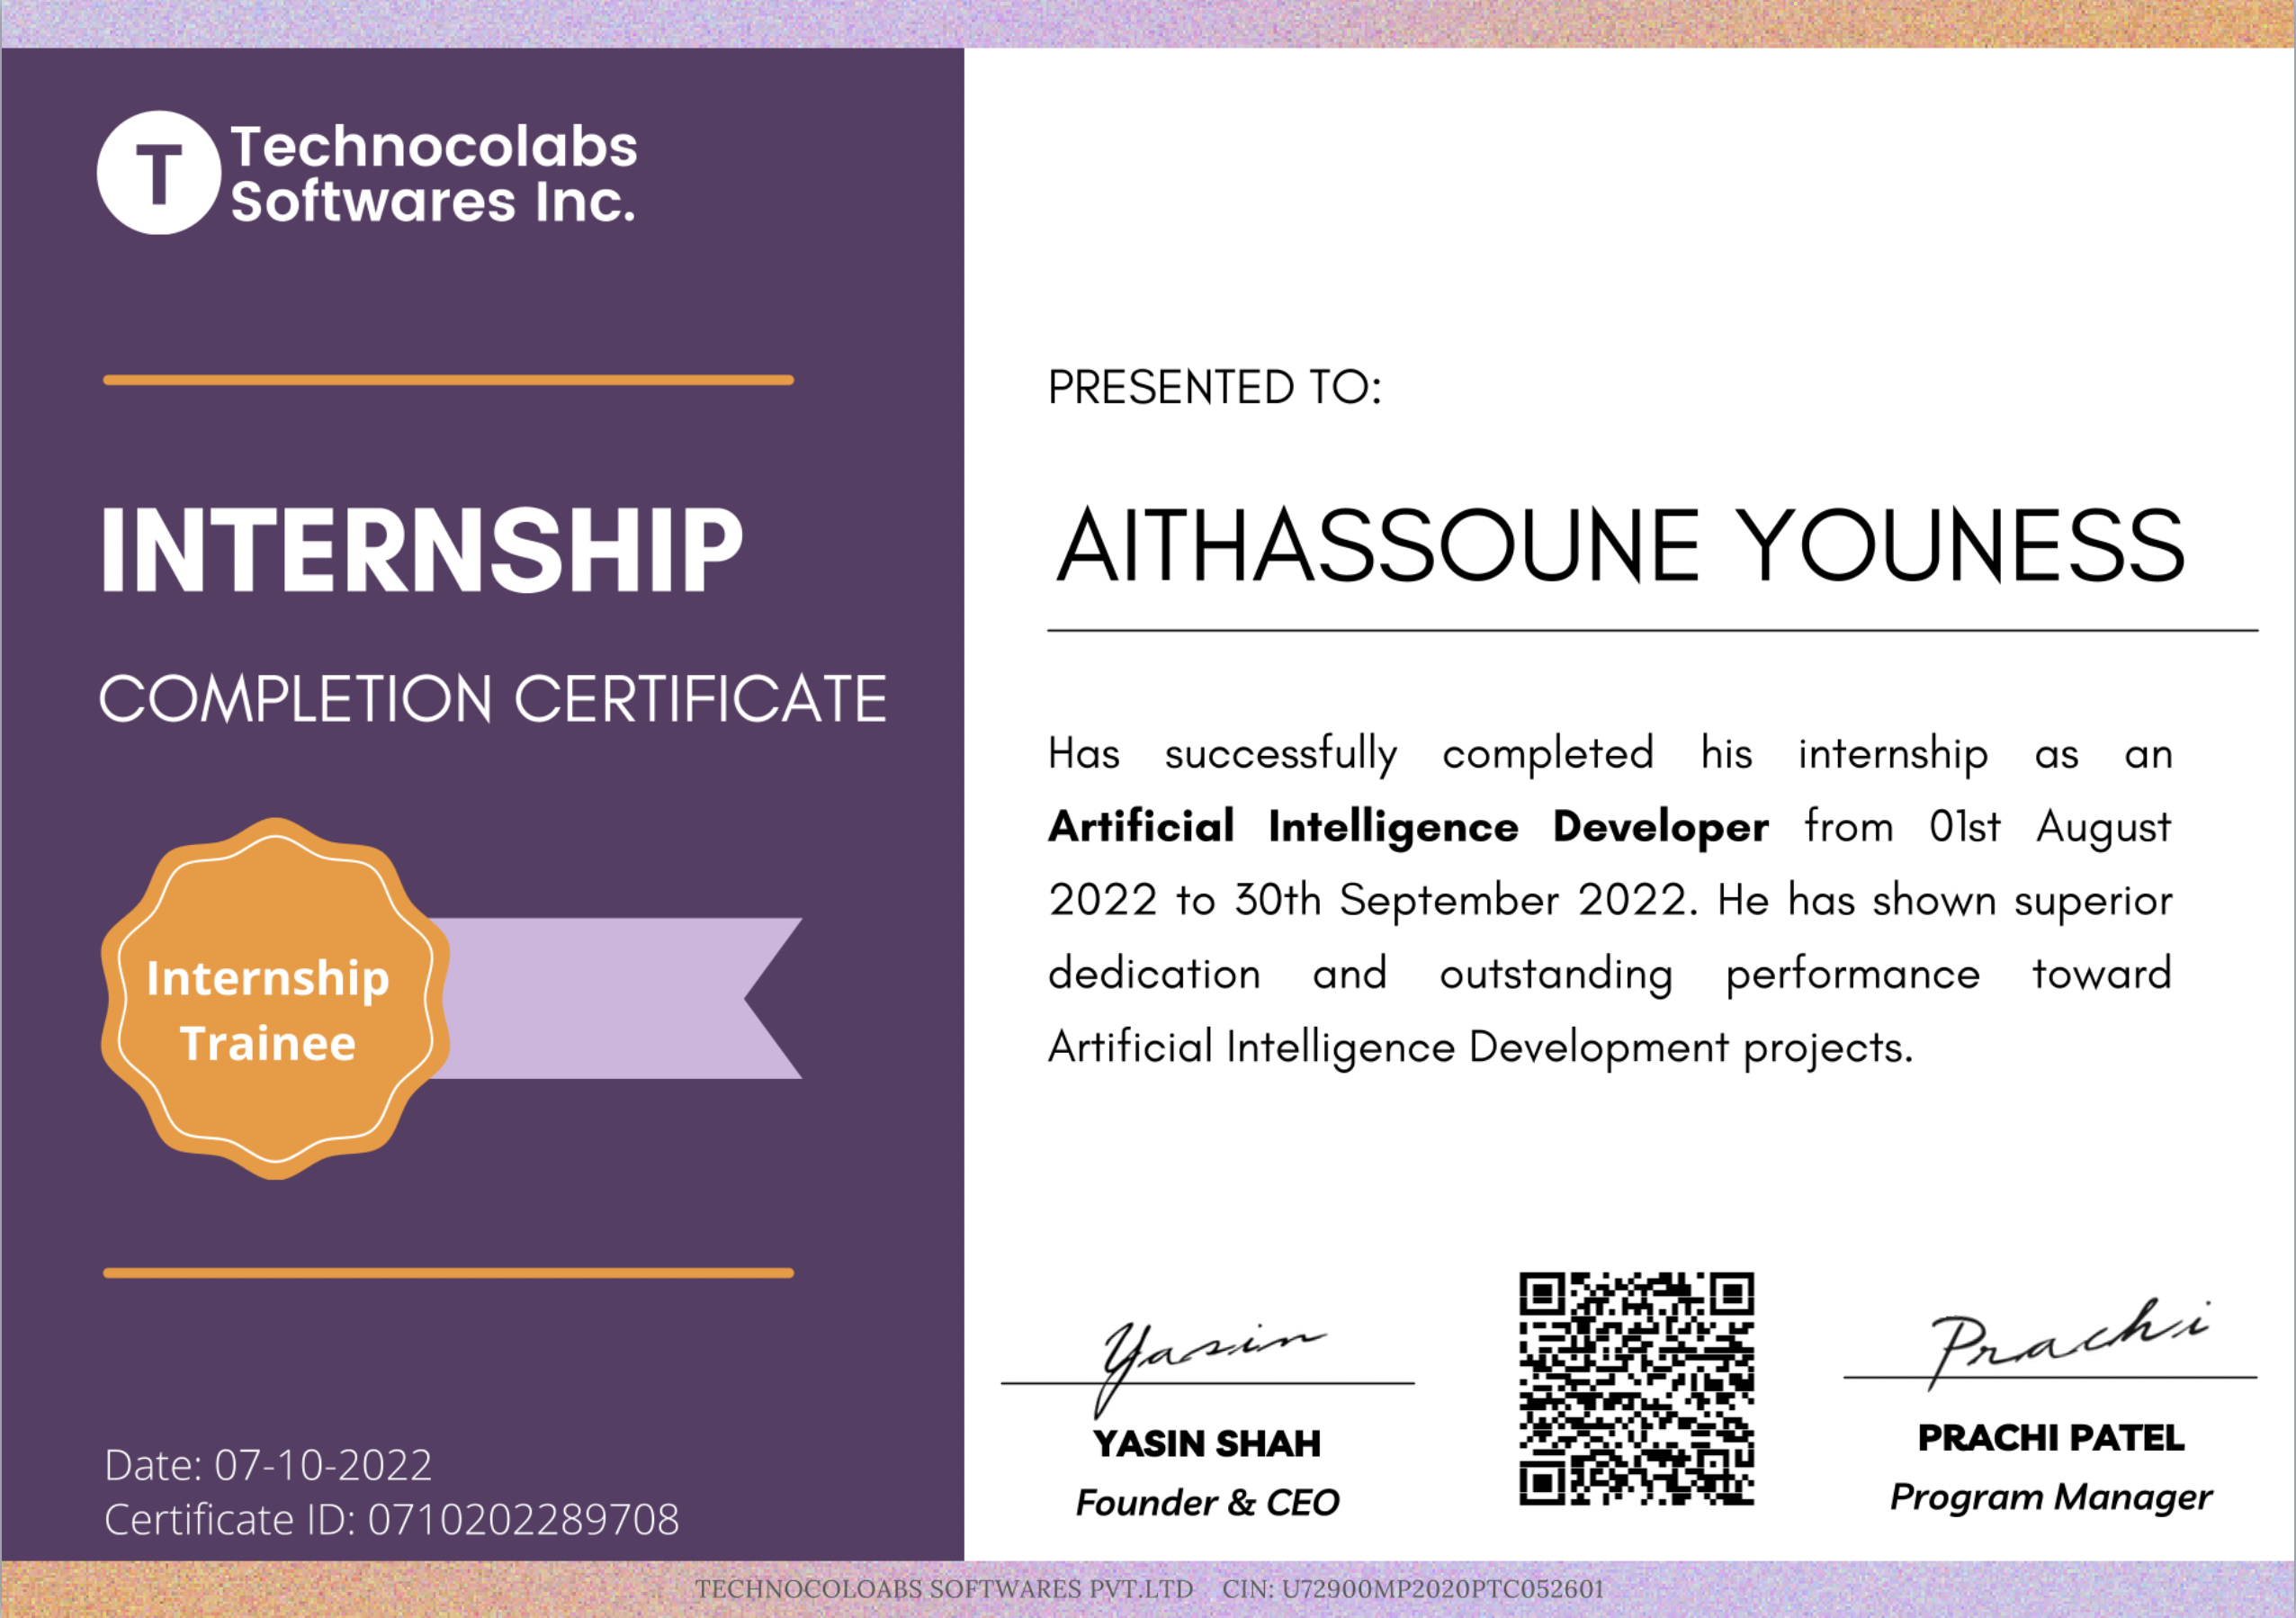 Technocolabs
Softwares Inc.
INTERNSHIP
COMPLETION CERTIFICATE
Internship
Trainee
Date: 07-10-2022
Certificate ID: 0710202289708
PRESENTED TO:
AITHASSOUNE YOUNESS
Has successfully completed his internship as an
Artificial Intelligence Developer from 01st August
2022 to 30th September 2022. He has shown superior
dedication and outstanding performance toward
Artificial Intelligence Development projects.
Yasin
YASIN SHAH
Founder & CEO
Prachi
PRACHI PATEL
Program Manager
TECHNOCOLOABS SOFTWARES PVT.LTD CIN: U72900MP2020PTC052601